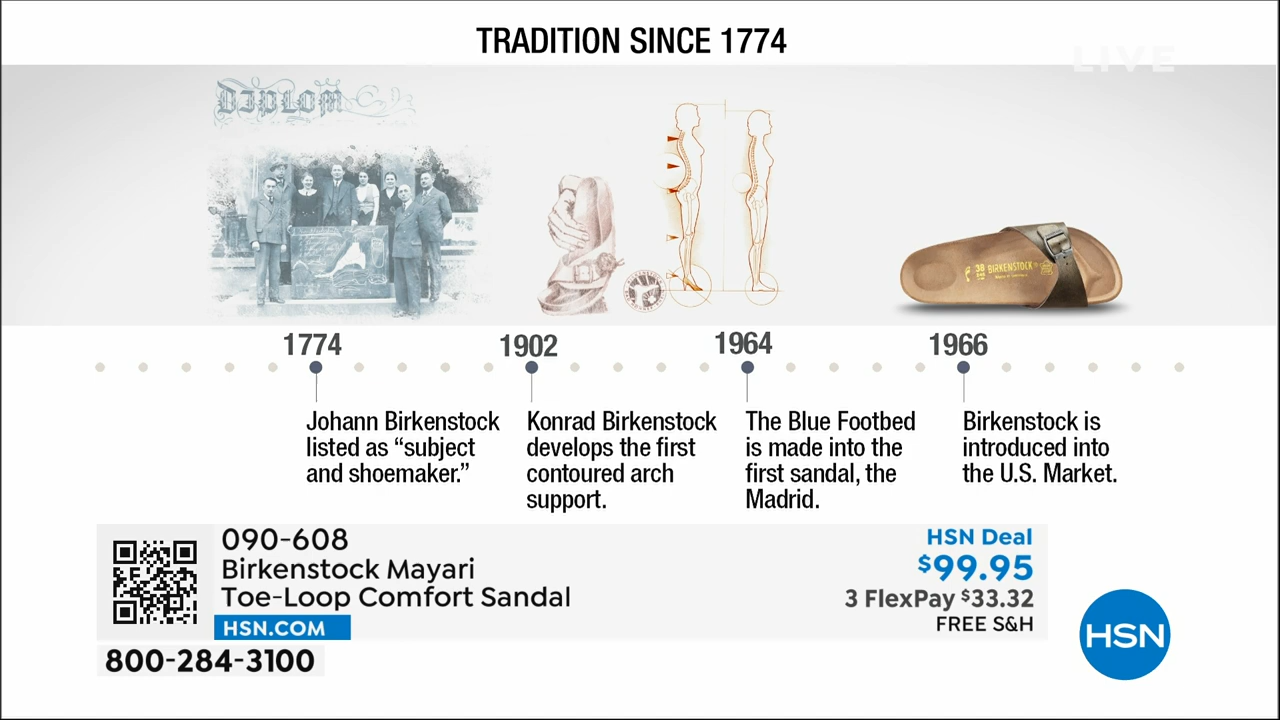 TRADITION SINCE 1774
LIVE
Diplom
BIRKENSTOCK
38
1774
1902
1964
1966
Johann Birkenstock
listed as “subject
and shoemaker.”
Konrad Birkenstock
develops the first
contoured arch
support.
The Blue Footbed
is made into the
first sandal, the
Madrid.
Birkenstock is
introduced into
the U.S. Market.
090-608
Birkenstock Mayari
Toe-Loop Comfort Sandal
HSN.COM
800-284-3100
HSN Deal
$99.95
3 FlexPay $33.32
FREE S&H
HSN